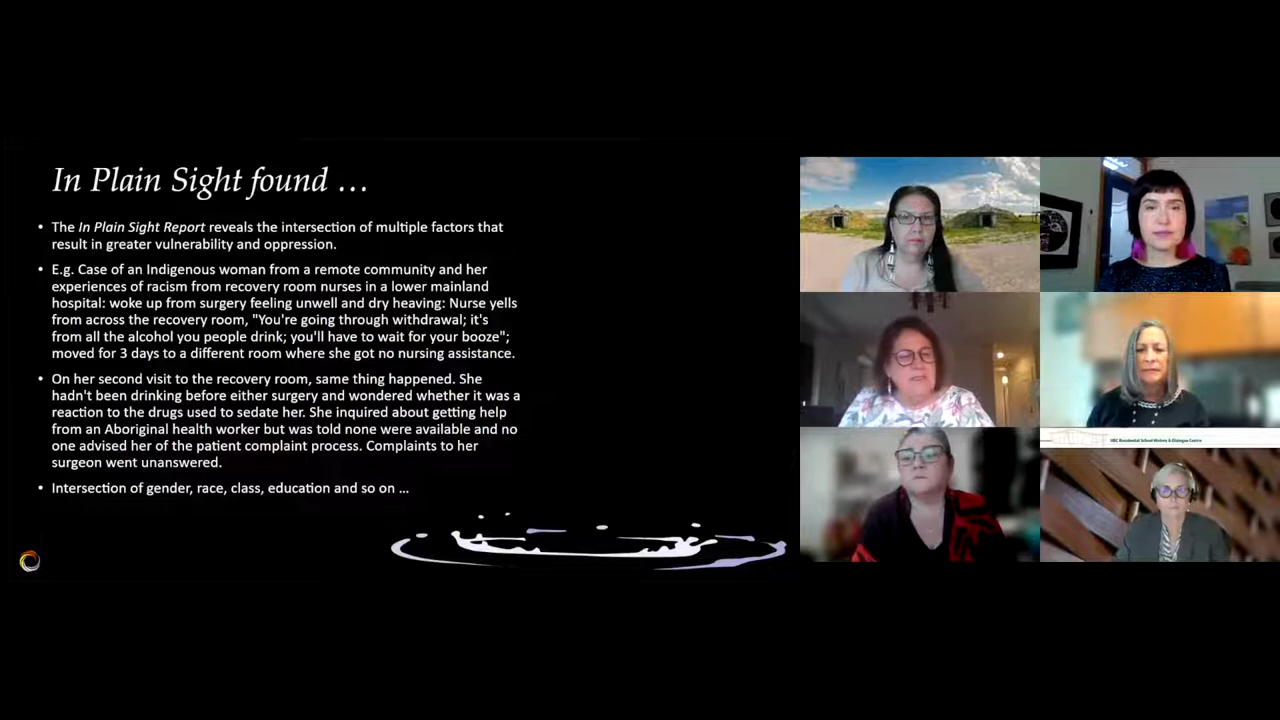 In Plain Sight found …
• The In Plain Sight Report reveals the intersection of multiple factors that
result in greater vulnerability and oppression.
• E.g. Case of an Indigenous woman from a remote community and her
experiences of racism from recovery room nurses in a lower mainland
hospital: woke up from surgery feeling unwell and dry heaving: Nurse yells
from across the recovery room, "You're going through withdrawal; it's
from all the alcohol you people drink; you'll have to wait for your booze";
moved for 3 days to a different room where she got no nursing assistance.
• On her second visit to the recovery room, same thing happened. She
hadn't been drinking before either surgery and wondered whether it was a
reaction to the drugs used to sedate her. She inquired about getting help
from an Aboriginal health worker but was told none were available and no
one advised her of the patient complaint process. Complaints to her
surgeon went unanswered.
• Intersection of gender, race, class, education and so on …
UBC Residential School History & Dialogue Centre